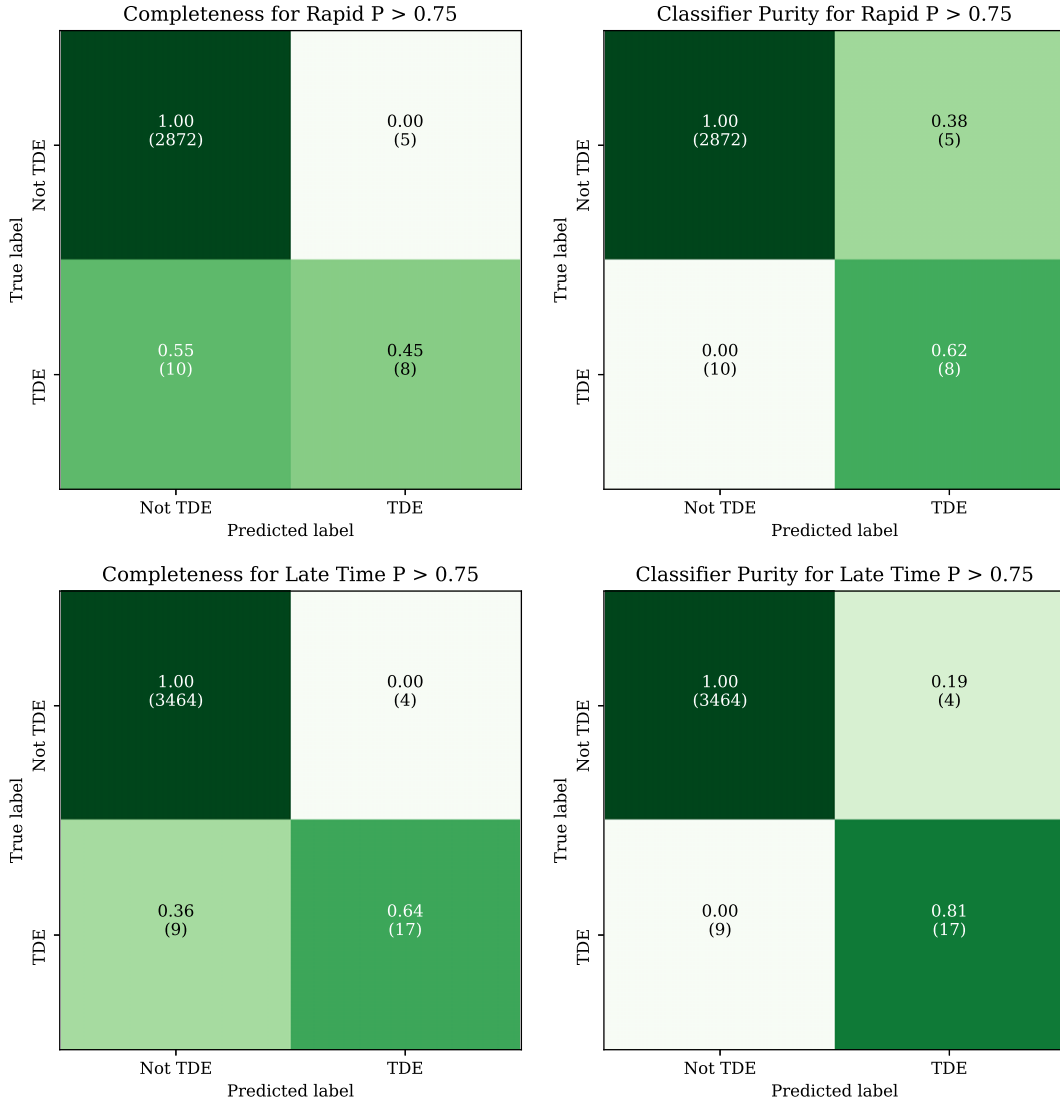 Completeness for Rapid P > 0.75
True label
Not TDE
1.00
(2872)
0.00
(5)
TDE
0.55
(10)
0.45
(8)
Not TDE
TDE
Predicted label
Classifier Purity for Rapid P > 0.75
True label
Not TDE
1.00
(2872)
0.38
(5)
TDE
0.00
(10)
0.62
(8)
Not TDE
TDE
Predicted label
Completeness for Late Time P > 0.75
True label
Not TDE
1.00
(3464)
0.00
(4)
TDE
0.36
(9)
0.64
(17)
Not TDE
TDE
Predicted label
Classifier Purity for Late Time P > 0.75
True label
Not TDE
1.00
(3464)
0.19
(4)
TDE
0.00
(9)
0.81
(17)
Not TDE
TDE
Predicted label